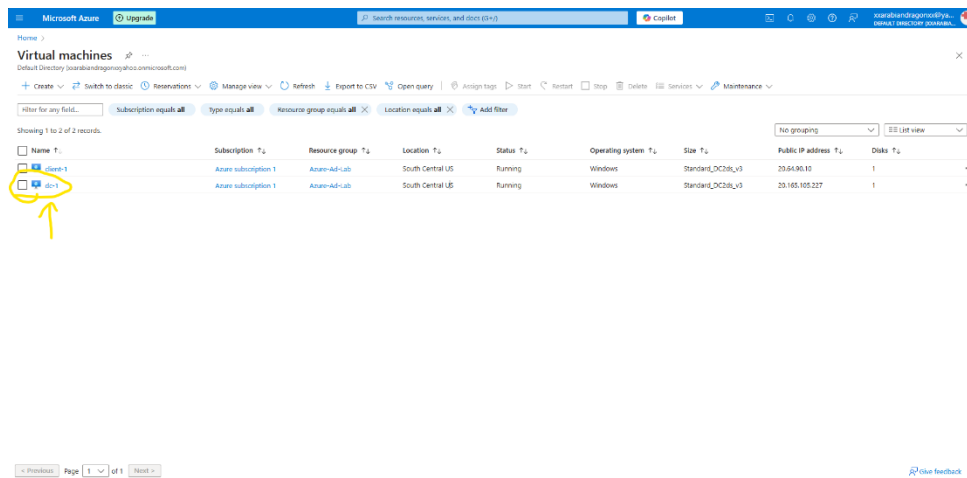 Microsoft Azure Upgrade Search resources, services, and docs (G+/) Copilot xxarabiandragonxx@ya...
DEFAULT DIRECTORY (XXARABIA...
Home >
Virtual machines ...
Default Directory (xxarabiandragonxxyahoo.onmicrosoft.com)
+ Create Switch to classic Reservations Manage view Refresh Export to CSV Open query Assign tags Start Restart Stop Delete Services Maintenance
Filter for any field... Subscription equals all Type equals all Resource group equals all Location equals all Add filter
Showing 1 to 2 of 2 records. No grouping List view
Name ↑↓ Subscription ↑↓ Resource group ↑↓ Location ↑↓ Status ↑↓ Operating system ↑↓ Size ↑↓ Public IP address ↑↓ Disks ↑↓
client-1 Azure subscription 1 Azure-Ad-Lab South Central US Running Windows Standard_DC2ds_v3 20.64.90.10 1
dc-1 Azure subscription 1 Azure-Ad-Lab South Central US Running Windows Standard_DC2ds_v3 20.165.105.227 1
< Previous Page 1 of 1 Next > Give feedback